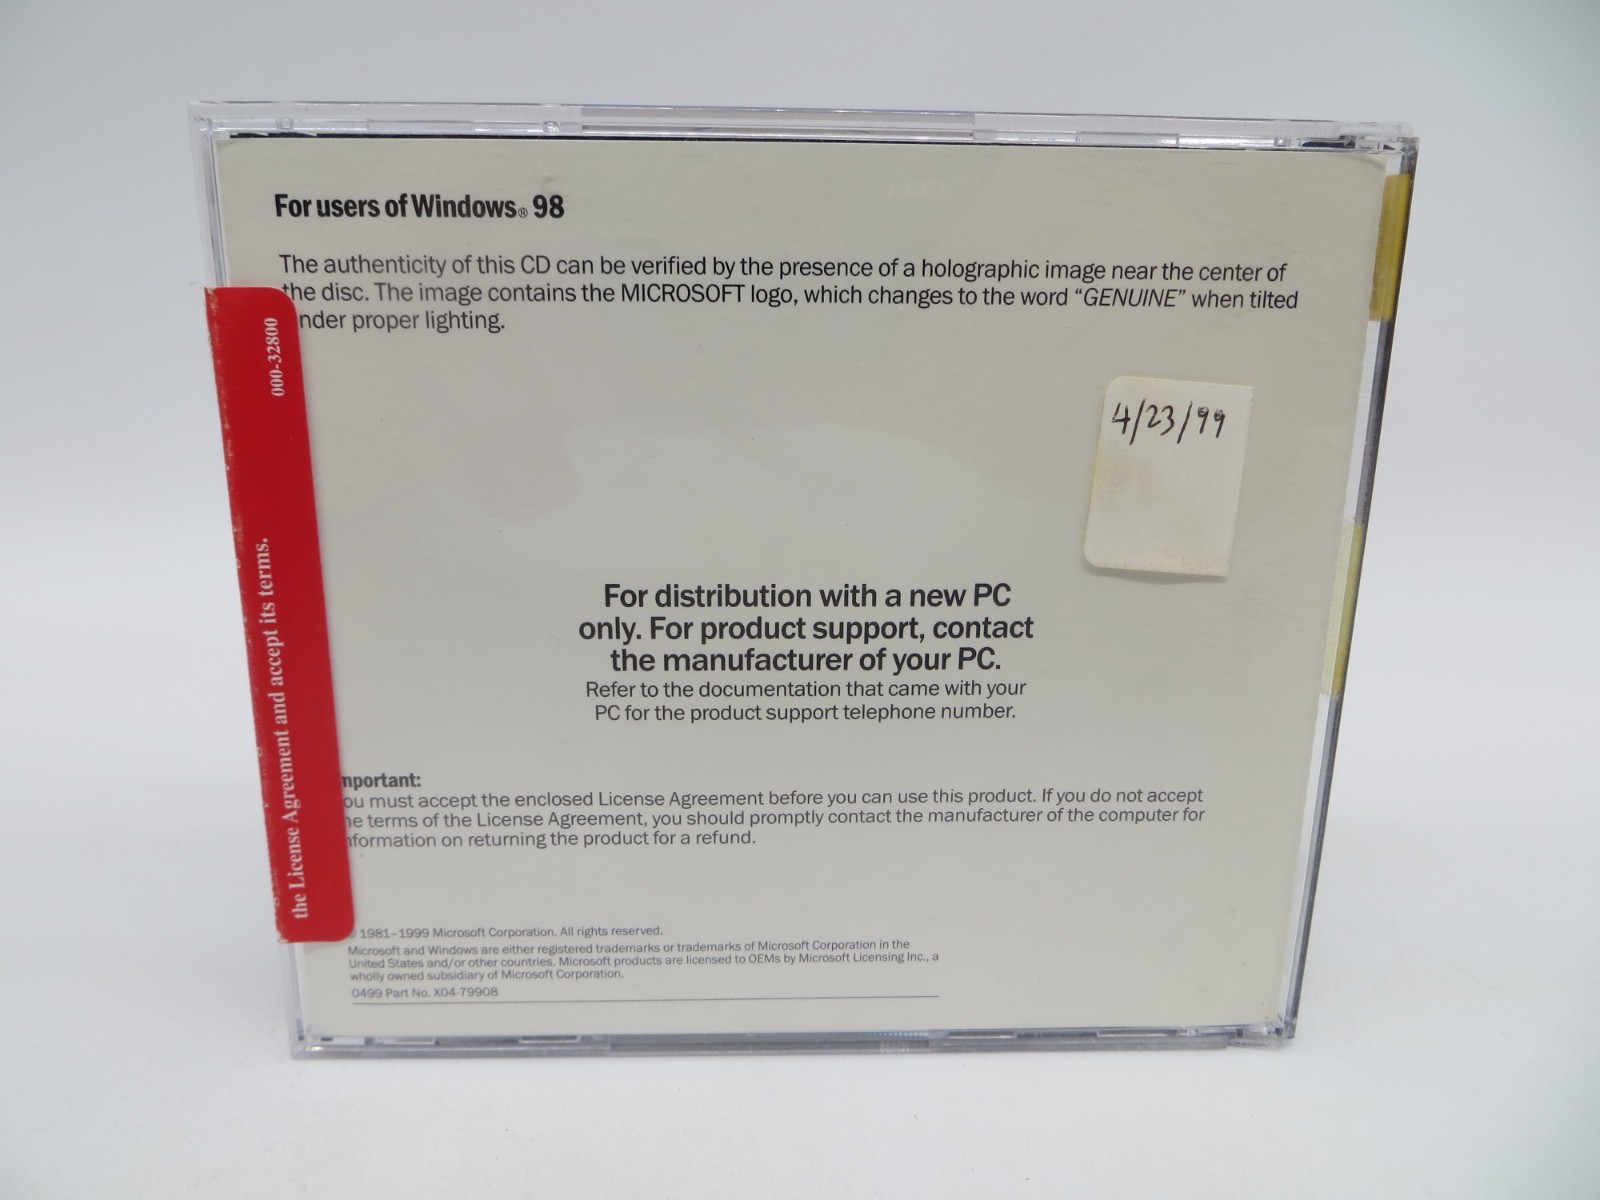 For users of Windows® 98
The authenticity of this CD can be verified by the presence of a holographic image near the center of
the disc. The image contains the MICROSOFT logo, which changes to the word “GENUINE” when tilted
nder proper lighting.
000-32800
the License Agreement and accept its terms.
4/23/99
For distribution with a new PC
only. For product support, contact
the manufacturer of your PC.
Refer to the documentation that came with your
PC for the product support telephone number.
mportant:
ou must accept the enclosed License Agreement before you can use this product. If you do not accept
he terms of the License Agreement, you should promptly contact the manufacturer of the computer for
nformation on returning the product for a refund.
© 1981–1999 Microsoft Corporation. All rights reserved.
Microsoft and Windows are either registered trademarks or trademarks of Microsoft Corporation in the
United States and/or other countries. Microsoft products are licensed to OEMs by Microsoft Licensing Inc., a
wholly owned subsidiary of Microsoft Corporation.
0499 Part No. X04-79908